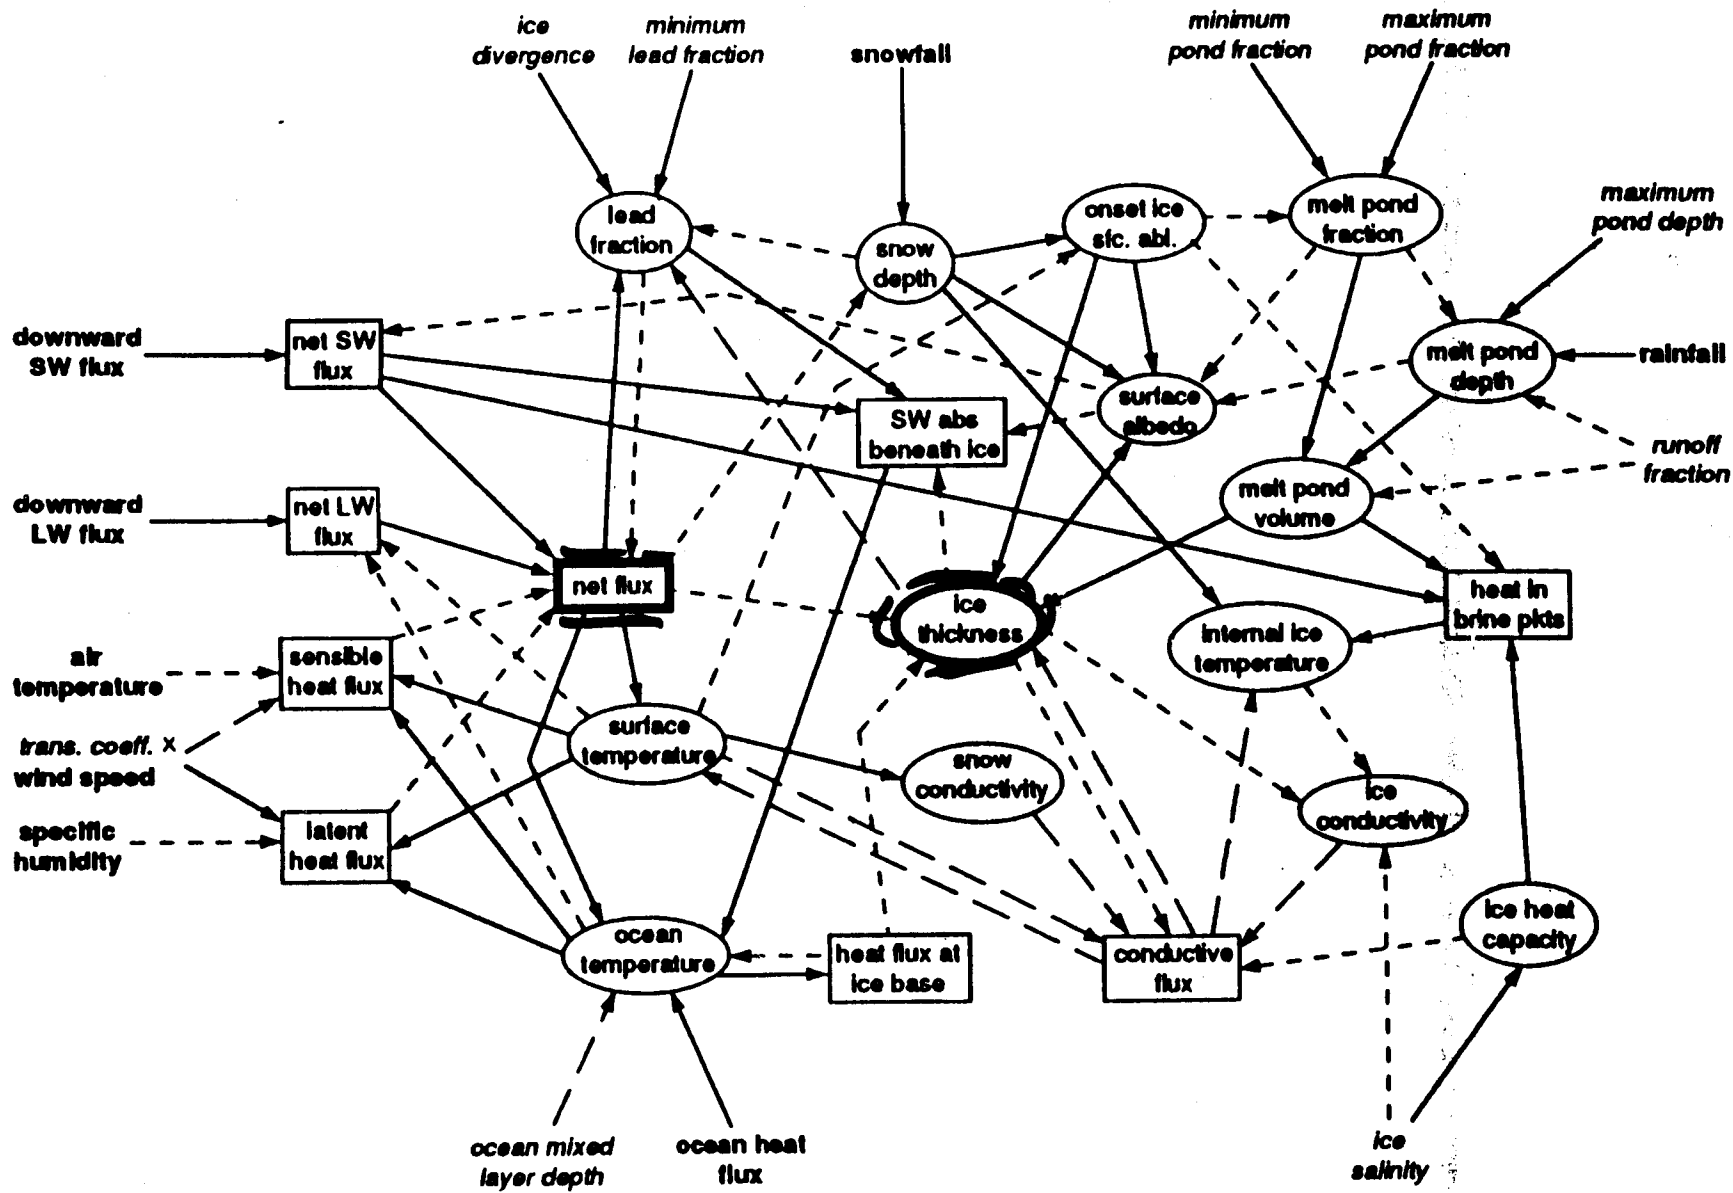 ice
divergence
minimum
lead fraction
snowfall
minimum
pond fraction
maximum
pond fraction
lead
fraction
snow
depth
onset ice
sfc. abl.
melt pond
fraction
maximum
pond depth
downward
SW flux
net SW
flux
SW abs
beneath ice
surface
albedo
melt pond
depth
rainfall
runoff
fraction
melt pond
volume
downward
LW flux
net LW
flux
net flux
ice
thickness
internal ice
temperature
heat in
brine pkts
air
temperature
sensible
heat flux
trans. coeff. x
wind speed
surface
temperature
snow
conductivity
ice
conductivity
specific
humidity
latent
heat flux
ocean
temperature
heat flux at
ice base
conductive
flux
ice heat
capacity
ocean mixed
layer depth
ocean heat
flux
ice
salinity